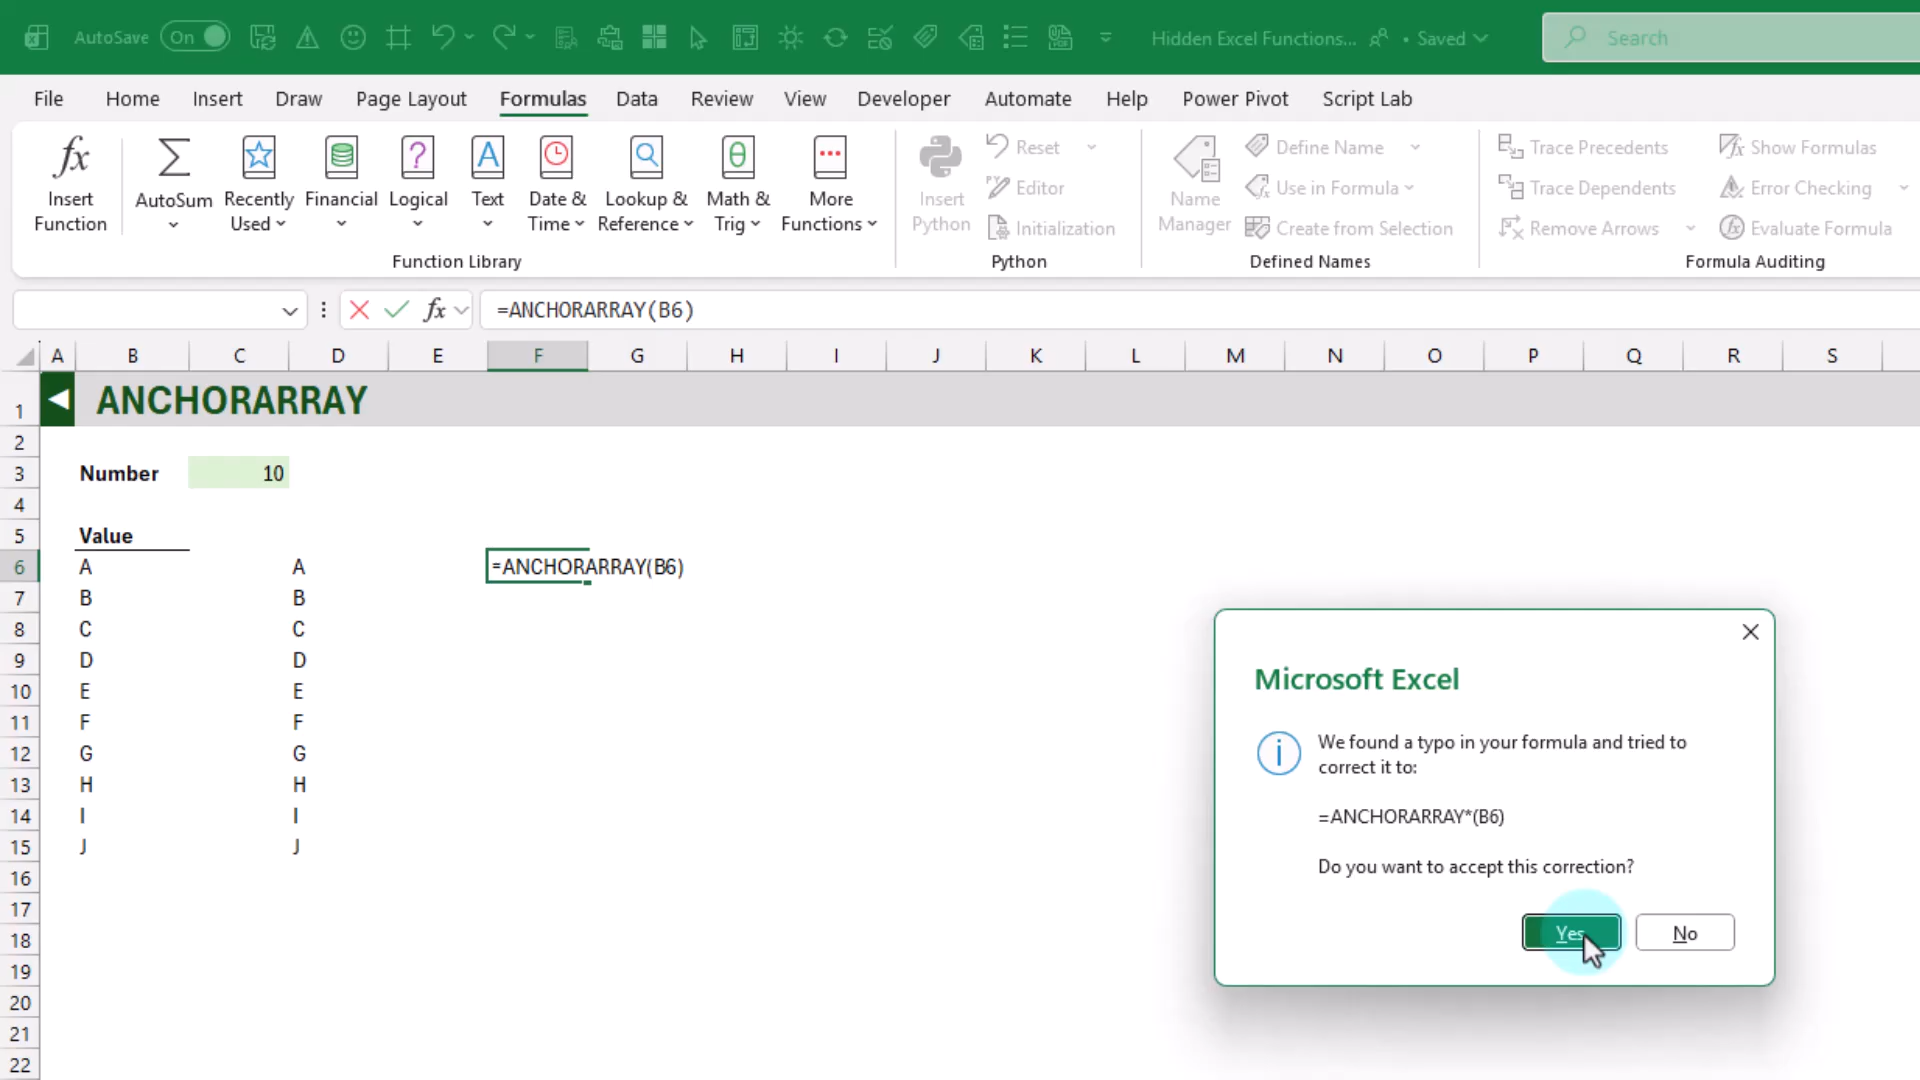 AutoSave On Hidden Excel Functions... • Saved Search
File Home Insert Draw Page Layout Formulas Data Review View Developer Automate Help Power Pivot Script Lab
fx Insert Function
AutoSum
Recently Used
Financial
Logical
Text
Date & Time
Lookup & Reference
Math & Trig
More Functions
Function Library
Insert Python
Reset
Editor
Initialization
Python
Name Manager
Define Name
Use in Formula
Create from Selection
Defined Names
Trace Precedents
Trace Dependents
Remove Arrows
Show Formulas
Error Checking
Evaluate Formula
Formula Auditing
fx =ANCHORARRAY(B6)
A B C D E F G H I J K L M N O P Q R S
1 ANCHORARRAY
2
3 Number 10
4
5 Value
6 A A =ANCHORARRAY(B6)
7 B B
8 C C
9 D D
10 E E
11 F F
12 G G
13 H H
14 I I
15 J J
16
17
18
19
20
21
22
Microsoft Excel
We found a typo in your formula and tried to
correct it to:
=ANCHORARRAY*(B6)
Do you want to accept this correction?
Yes No